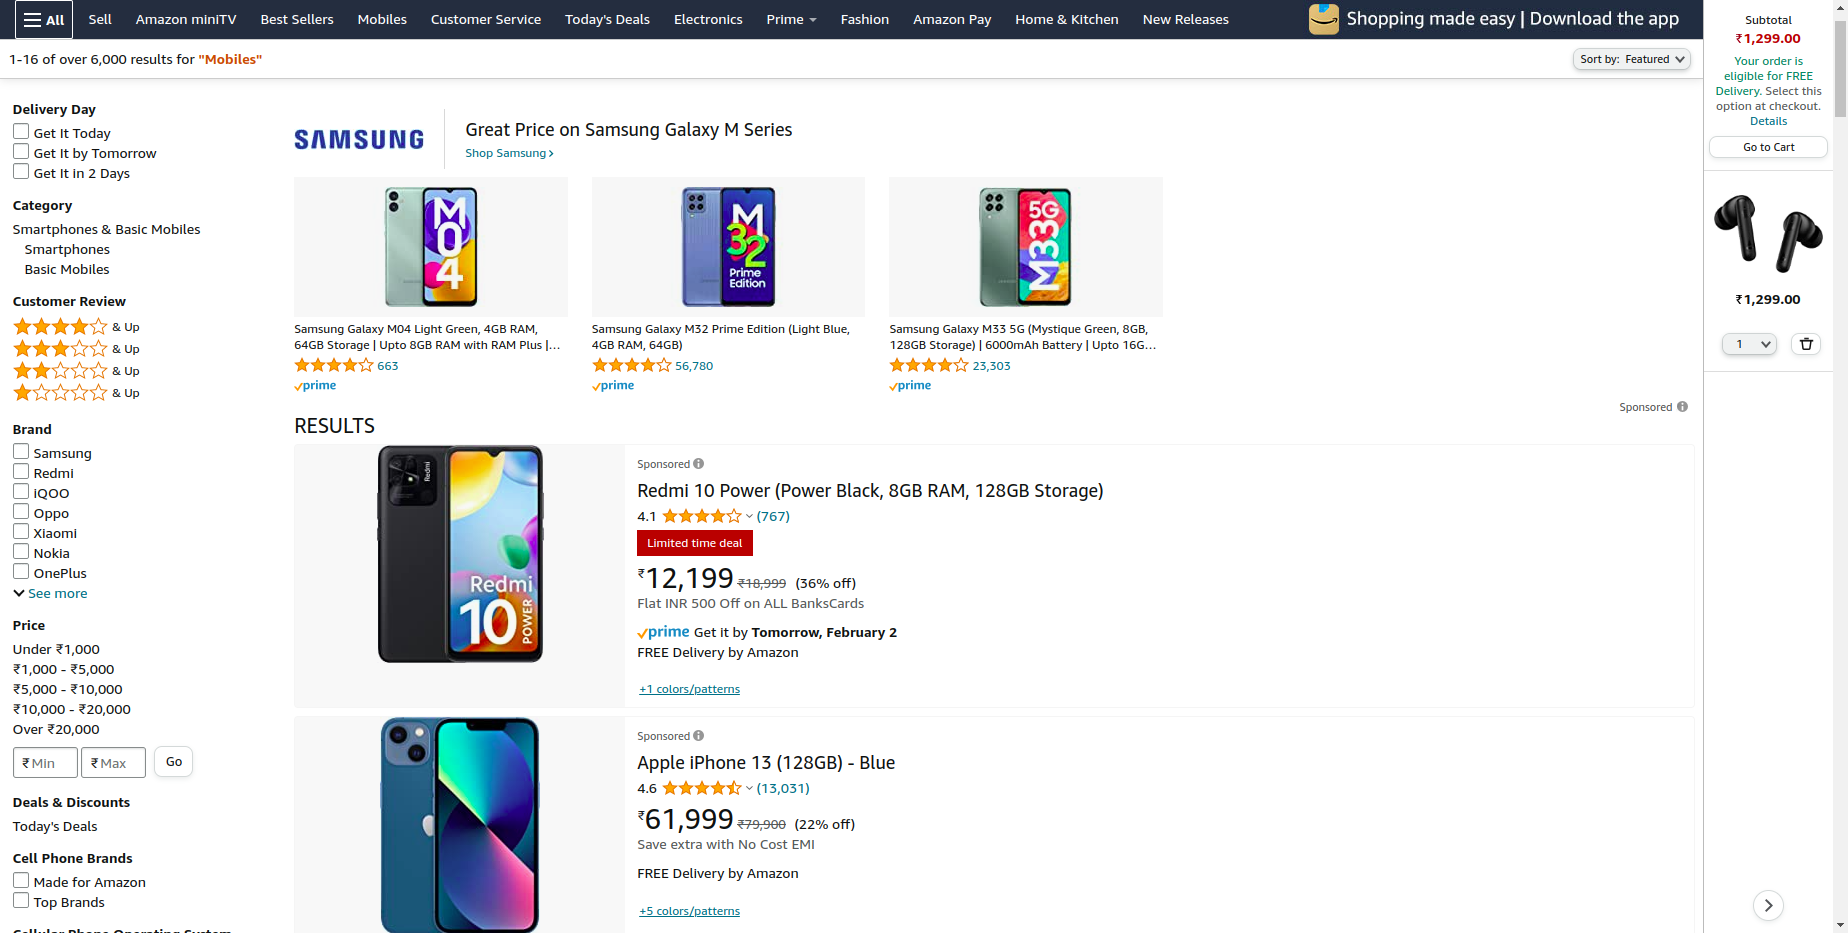 All Sell Amazon miniTV Best Sellers Mobiles Customer Service Today's Deals Electronics Prime Fashion Amazon Pay Home & Kitchen New Releases Shopping made easy | Download the app
1-16 of over 6,000 results for "Mobiles"
Sort by: Featured
Delivery Day
Get It Today
Get It by Tomorrow
Get It in 2 Days
Category
Smartphones & Basic Mobiles
Smartphones
Basic Mobiles
Customer Review
& Up
& Up
& Up
& Up
Brand
Samsung
Redmi
iQOO
Oppo
Xiaomi
Nokia
OnePlus
See more
Price
Under ₹1,000
₹1,000 - ₹5,000
₹5,000 - ₹10,000
₹10,000 - ₹20,000
Over ₹20,000
₹ Min ₹ Max Go
Deals & Discounts
Today's Deals
Cell Phone Brands
Made for Amazon
Top Brands
Cellular Phone Operating System
SAMSUNG
Great Price on Samsung Galaxy M Series
Shop Samsung ›
M04
Samsung Galaxy M04 Light Green, 4GB RAM,
64GB Storage | Upto 8GB RAM with RAM Plus |...
663
prime
M
32
Prime
Edition
Samsung Galaxy M32 Prime Edition (Light Blue,
4GB RAM, 64GB)
56,780
prime
5G
M33
Samsung Galaxy M33 5G (Mystique Green, 8GB,
128GB Storage) | 6000mAh Battery | Upto 16G...
23,303
prime
Sponsored
RESULTS
Redmi
Redmi
10 POWER
Sponsored
Redmi 10 Power (Power Black, 8GB RAM, 128GB Storage)
4.1 (767)
Limited time deal
₹12,199 ₹18,999 (36% off)
Flat INR 500 Off on ALL BanksCards
prime Get it by Tomorrow, February 2
FREE Delivery by Amazon
+1 colors/patterns
Sponsored
Apple iPhone 13 (128GB) - Blue
4.6 (13,031)
₹61,999 ₹79,900 (22% off)
Save extra with No Cost EMI
FREE Delivery by Amazon
+5 colors/patterns
Subtotal
₹1,299.00
Your order is
eligible for FREE
Delivery. Select this
option at checkout.
Details
Go to Cart
₹1,299.00
1